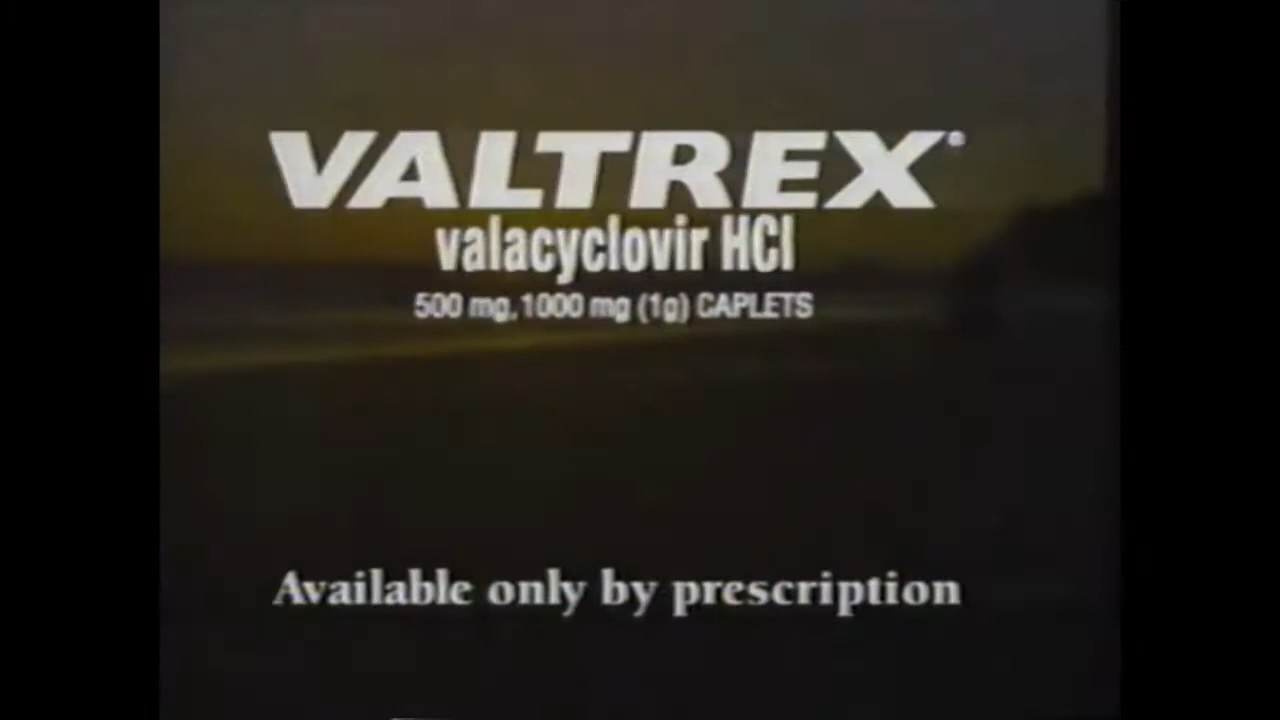 VALTREX®
valacyclovir HCl
500 mg, 1000 mg (1g) CAPLETS
Available only by prescription